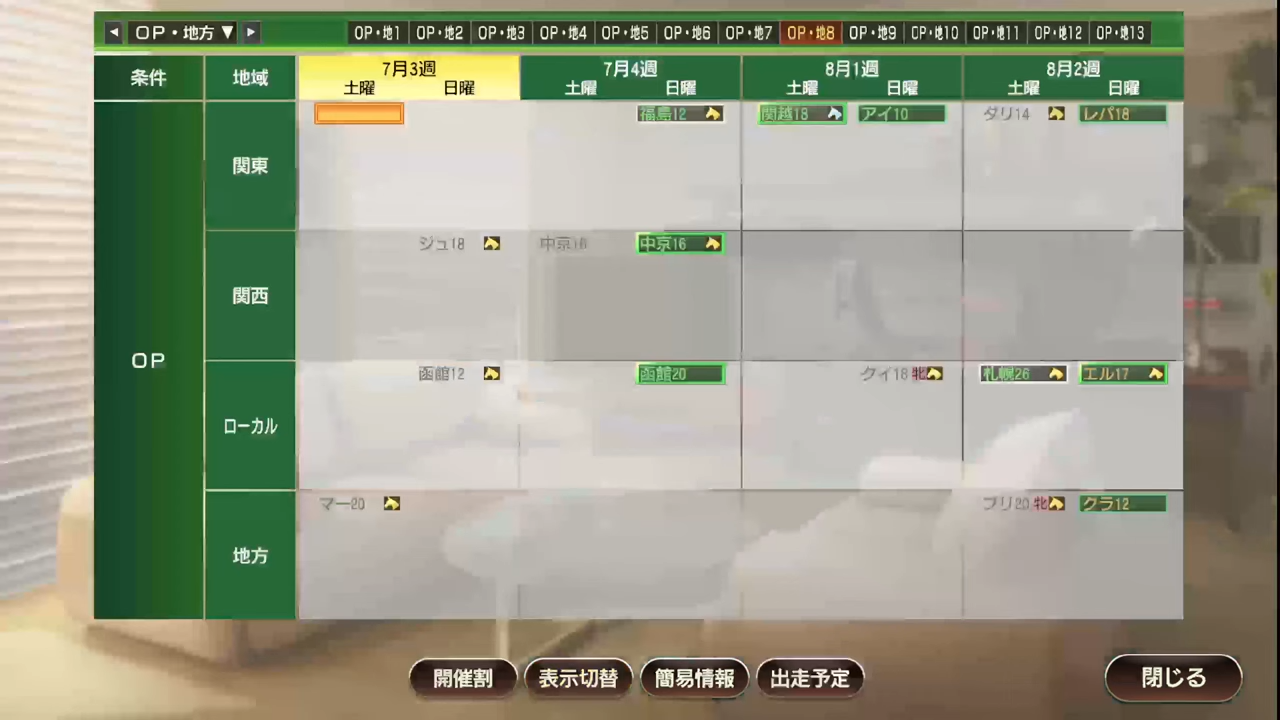 ◀ OP・地方▼ ▶ OP・地1 OP・地2 OP・地3 OP・地4 OP・地5 OP・地6 OP・地7 OP・地8 OP・地9 OP・地10 OP・地11 OP・地12 OP・地13
条件 地域 7月3週 7月4週 8月1週 8月2週
土曜 日曜 土曜 日曜 土曜 日曜 土曜 日曜
福島12 関越18 アイ10 ダリ14 レパ18
関東
ジュ18 中京16 中京16
関西
OP
函館12 函館20 クイ18牝 札幌26 エル17
ローカル
マー20 ブリ20牝 クラ12
地方
開催割 表示切替 簡易情報 出走予定 閉じる